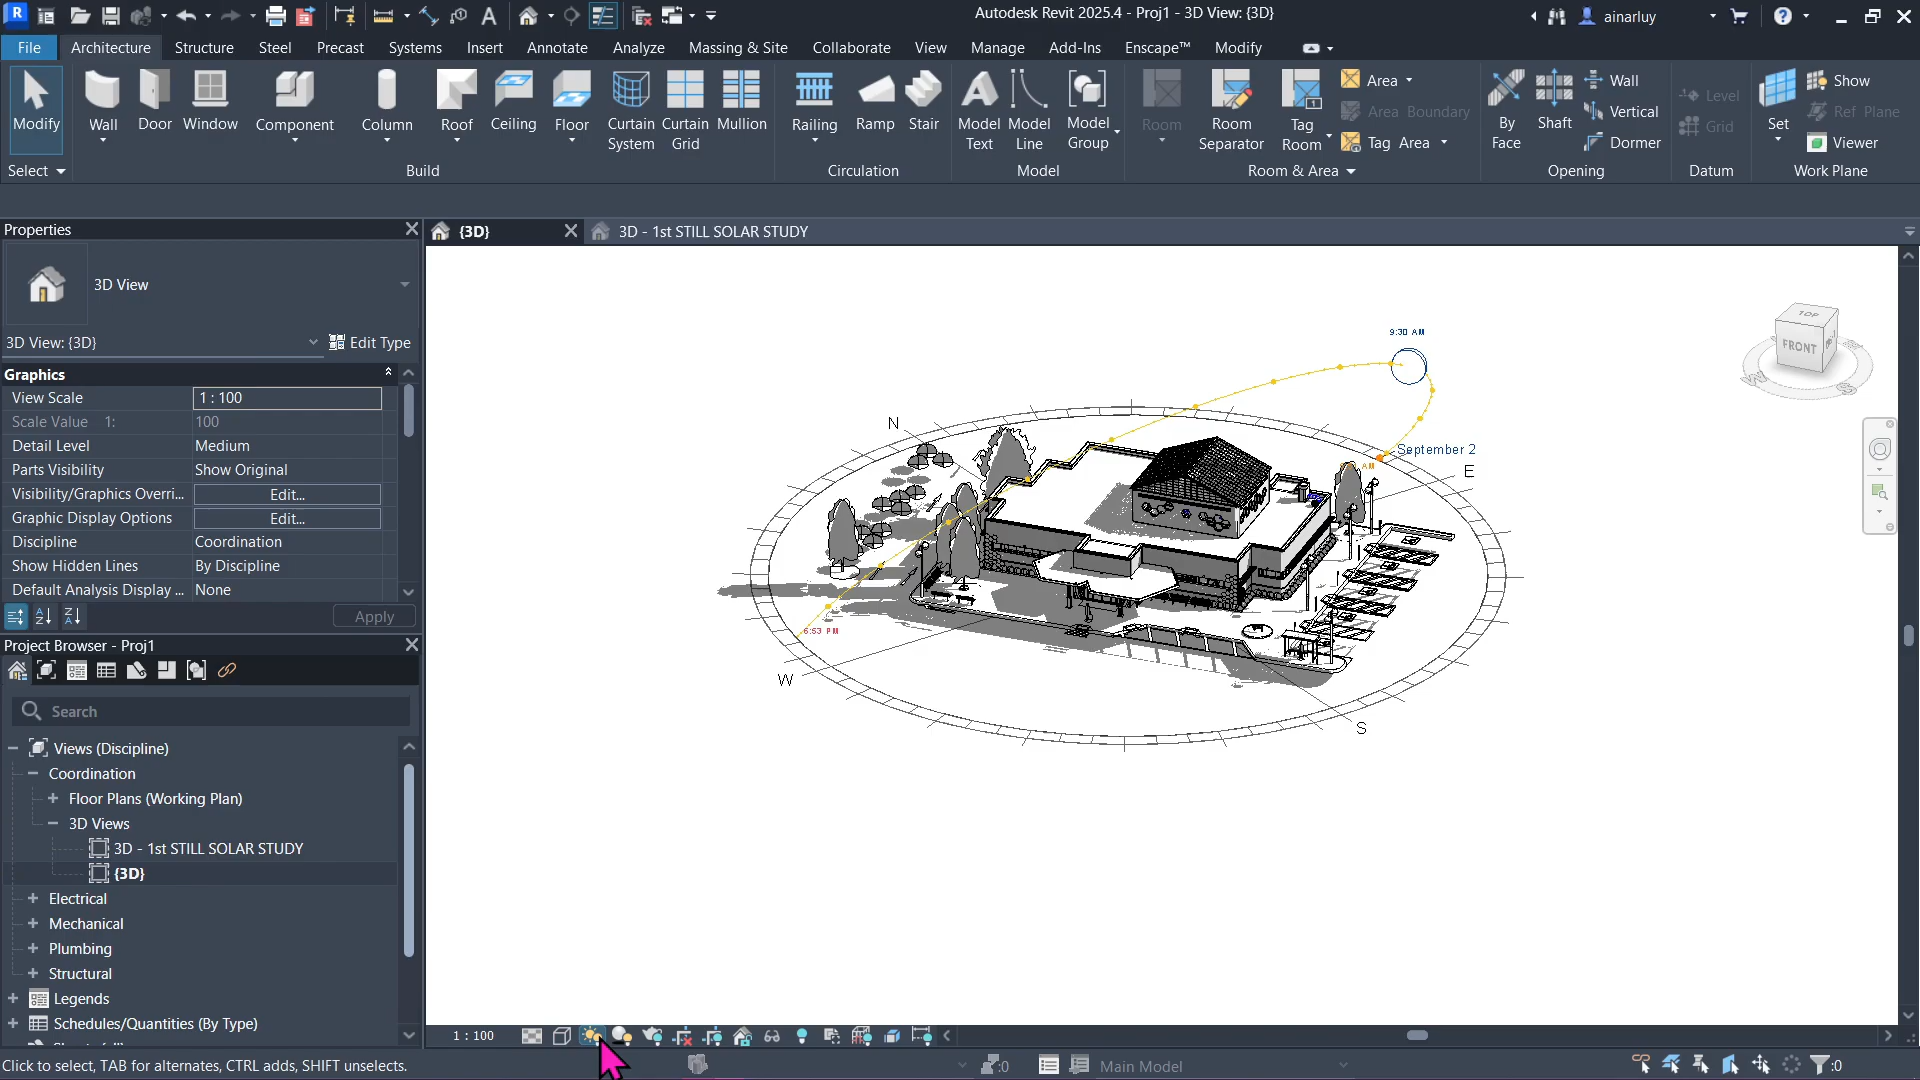 Autodesk Revit 2025.4 - Proj1 - 3D View: {3D}
ainarluy
File
Architecture
Structure
Steel
Precast
Systems
Insert
Annotate
Analyze
Massing & Site
Collaborate
View
Manage
Add-Ins
Enscape™
Modify
Modify
Wall
Door
Window
Component
Column
Roof
Ceiling
Floor
Curtain
System
Curtain
Grid
Mullion
Railing
Ramp
Stair
Model
Text
Model
Line
Model
Group
Room
Room
Separator
Tag
Room
Area
Area Boundary
Tag Area
By
Face
Shaft
Wall
Vertical
Dormer
Level
Grid
Set
Show
Ref Plane
Viewer
Select
Build
Circulation
Model
Room & Area
Opening
Datum
Work Plane
Properties
{3D}
3D - 1st STILL SOLAR STUDY
3D View
3D View: {3D}
Edit Type
Graphics
View Scale
1 : 100
Scale Value 1:
100
Detail Level
Medium
Parts Visibility
Show Original
Visibility/Graphics Overri...
Edit...
Graphic Display Options
Edit...
Discipline
Coordination
Show Hidden Lines
By Discipline
Default Analysis Display ...
None
Apply
Project Browser - Proj1
Search
Views (Discipline)
Coordination
Floor Plans (Working Plan)
3D Views
3D - 1st STILL SOLAR STUDY
{3D}
Electrical
Mechanical
Plumbing
Structural
Legends
Schedules/Quantities (By Type)
9:30 AM
N
September 2
E
AM
6:53 PM
W
S
TOP
FRONT
1 : 100
Click to select, TAB for alternates, CTRL adds, SHIFT unselects.
:0
Main Model
:0